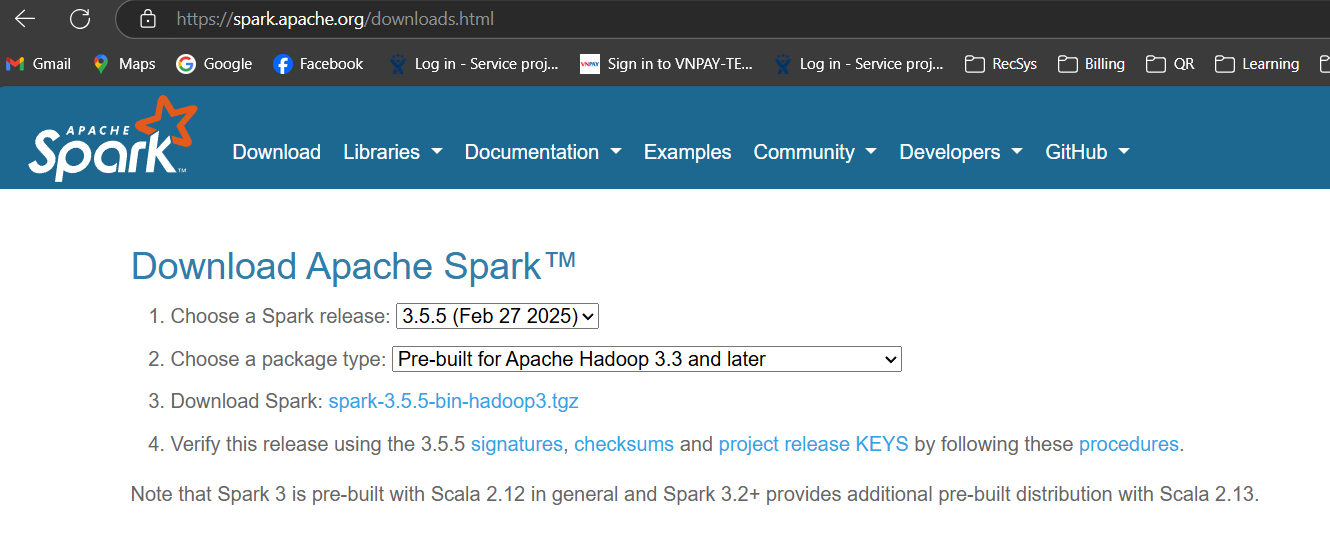 https://spark.apache.org/downloads.html
Gmail Maps Google Facebook Log in - Service proj... VNPAY Sign in to VNPAY-TE... Log in - Service proj... RecSys Billing QR Learning
APACHE
Spark™
Download Libraries Documentation Examples Community Developers GitHub
Download Apache Spark™
1. Choose a Spark release: 3.5.5 (Feb 27 2025)
2. Choose a package type: Pre-built for Apache Hadoop 3.3 and later
3. Download Spark: spark-3.5.5-bin-hadoop3.tgz
4. Verify this release using the 3.5.5 signatures, checksums and project release KEYS by following these procedures.
Note that Spark 3 is pre-built with Scala 2.12 in general and Spark 3.2+ provides additional pre-built distribution with Scala 2.13.